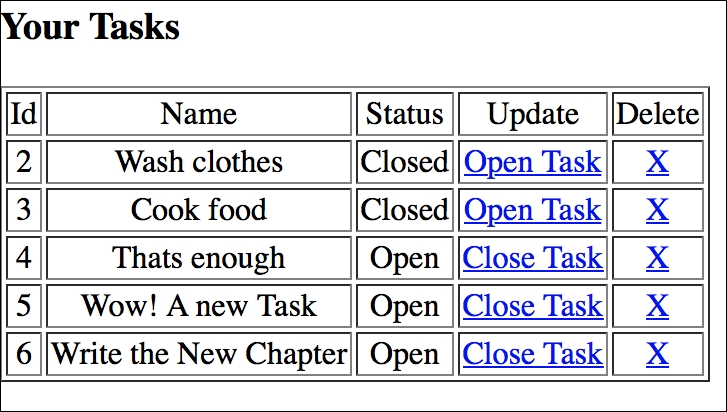 Your Tasks
Id Name Status Update Delete
2 Wash clothes Closed Open Task X
3 Cook food Closed Open Task X
4 Thats enough Open Close Task X
5 Wow! A new Task Open Close Task X
6 Write the New Chapter Open Close Task X